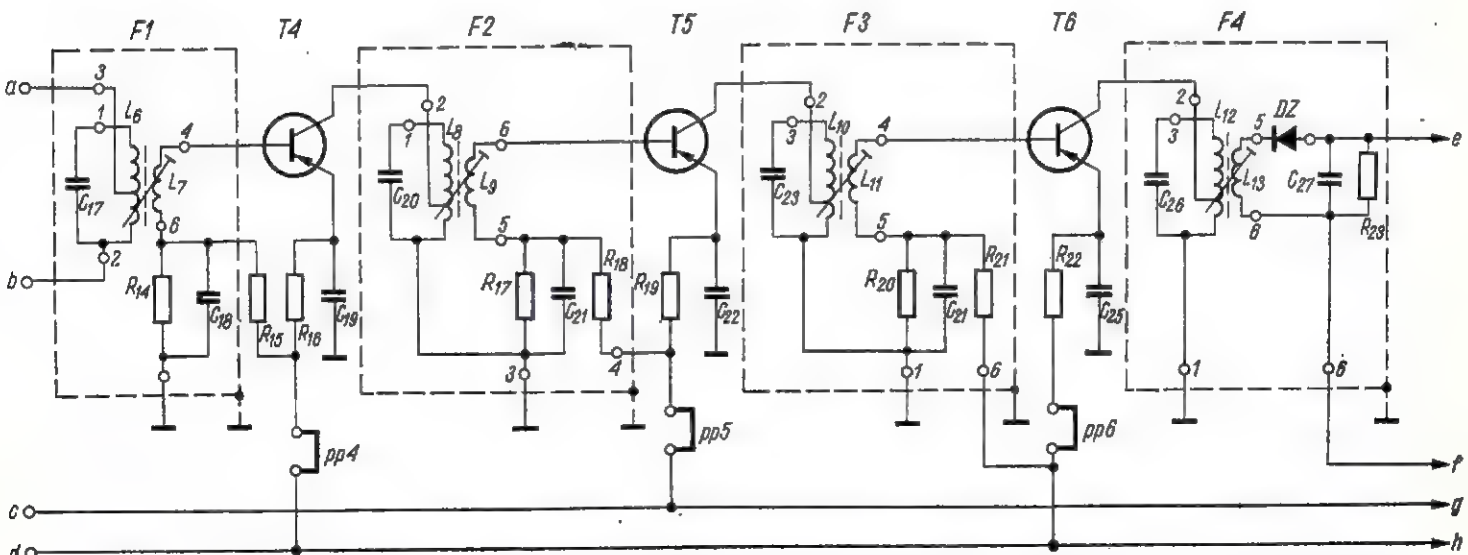 F1 T4 F2 T5 F3 T6 F4
a 3
1 L6 4 L7 C17 6 2
b
R14 C18 R15 R16 C19
2 1 L8 6 L9 C20 5
R17 C21 R18 R19 C22
3 4
2 3 L10 4 L11 C23 5
R20 C21 R21 R22 C25
1 6
2 3 L12 5 DZ L13 C26 6 C27 R23 e
1 6
pp4 pp5 pp6
f
c g
d h